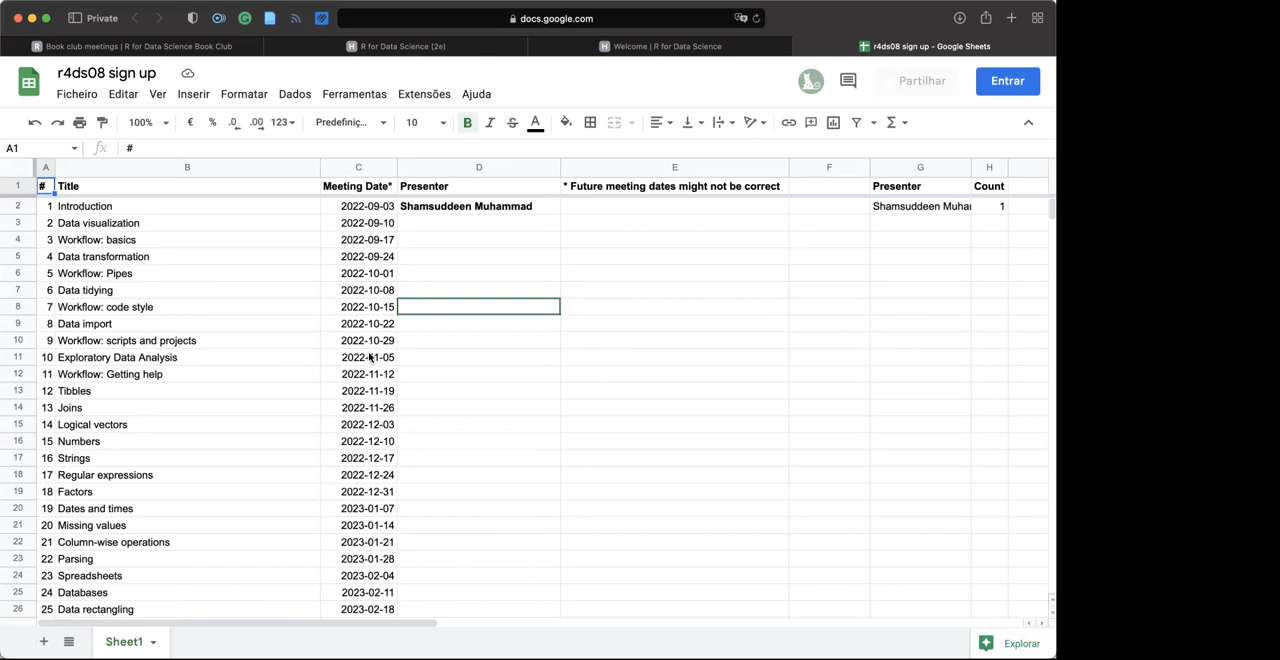 Private docs.google.com
Book club meetings | R for Data Science Book Club R for Data Science (2e) Welcome | R for Data Science r4ds08 sign up - Google Sheets
r4ds08 sign up
Partilhar Entrar
Ficheiro Editar Ver Inserir Formatar Dados Ferramentas Extensões Ajuda
100% € % .0 .00 123 Predefiniç... 10 B I S A
A1 fx #
A B C D E F G H
1 # Title Meeting Date* Presenter * Future meeting dates might not be correct Presenter Count
2 1 Introduction 2022-09-03 Shamsuddeen Muhammad Shamsuddeen Muhar 1
3 2 Data visualization 2022-09-10
4 3 Workflow: basics 2022-09-17
5 4 Data transformation 2022-09-24
6 5 Workflow: Pipes 2022-10-01
7 6 Data tidying 2022-10-08
8 7 Workflow: code style 2022-10-15
9 8 Data import 2022-10-22
10 9 Workflow: scripts and projects 2022-10-29
11 10 Exploratory Data Analysis 2022-11-05
12 11 Workflow: Getting help 2022-11-12
13 12 Tibbles 2022-11-19
14 13 Joins 2022-11-26
15 14 Logical vectors 2022-12-03
16 15 Numbers 2022-12-10
17 16 Strings 2022-12-17
18 17 Regular expressions 2022-12-24
19 18 Factors 2022-12-31
20 19 Dates and times 2023-01-07
21 20 Missing values 2023-01-14
22 21 Column-wise operations 2023-01-21
23 22 Parsing 2023-01-28
24 23 Spreadsheets 2023-02-04
25 24 Databases 2023-02-11
26 25 Data rectangling 2023-02-18
Sheet1 Explorar